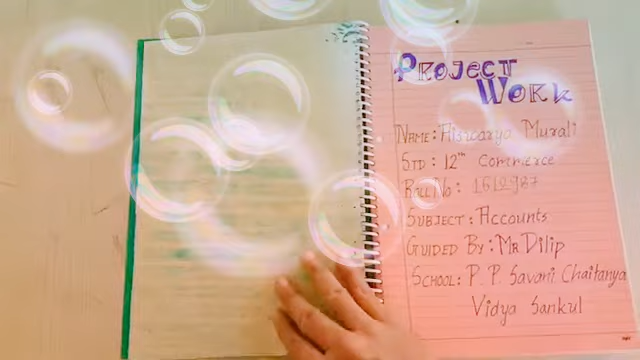 PROJECT
WORK
NAME: Aiswarya Murali
STD: 12th Commerce
ROLL NO: 1612987
SUBJECT: Accounts
GUIDED BY: MR Dilip
SCHOOL: P. P. Savani Chaitanya
Vidya Sankul